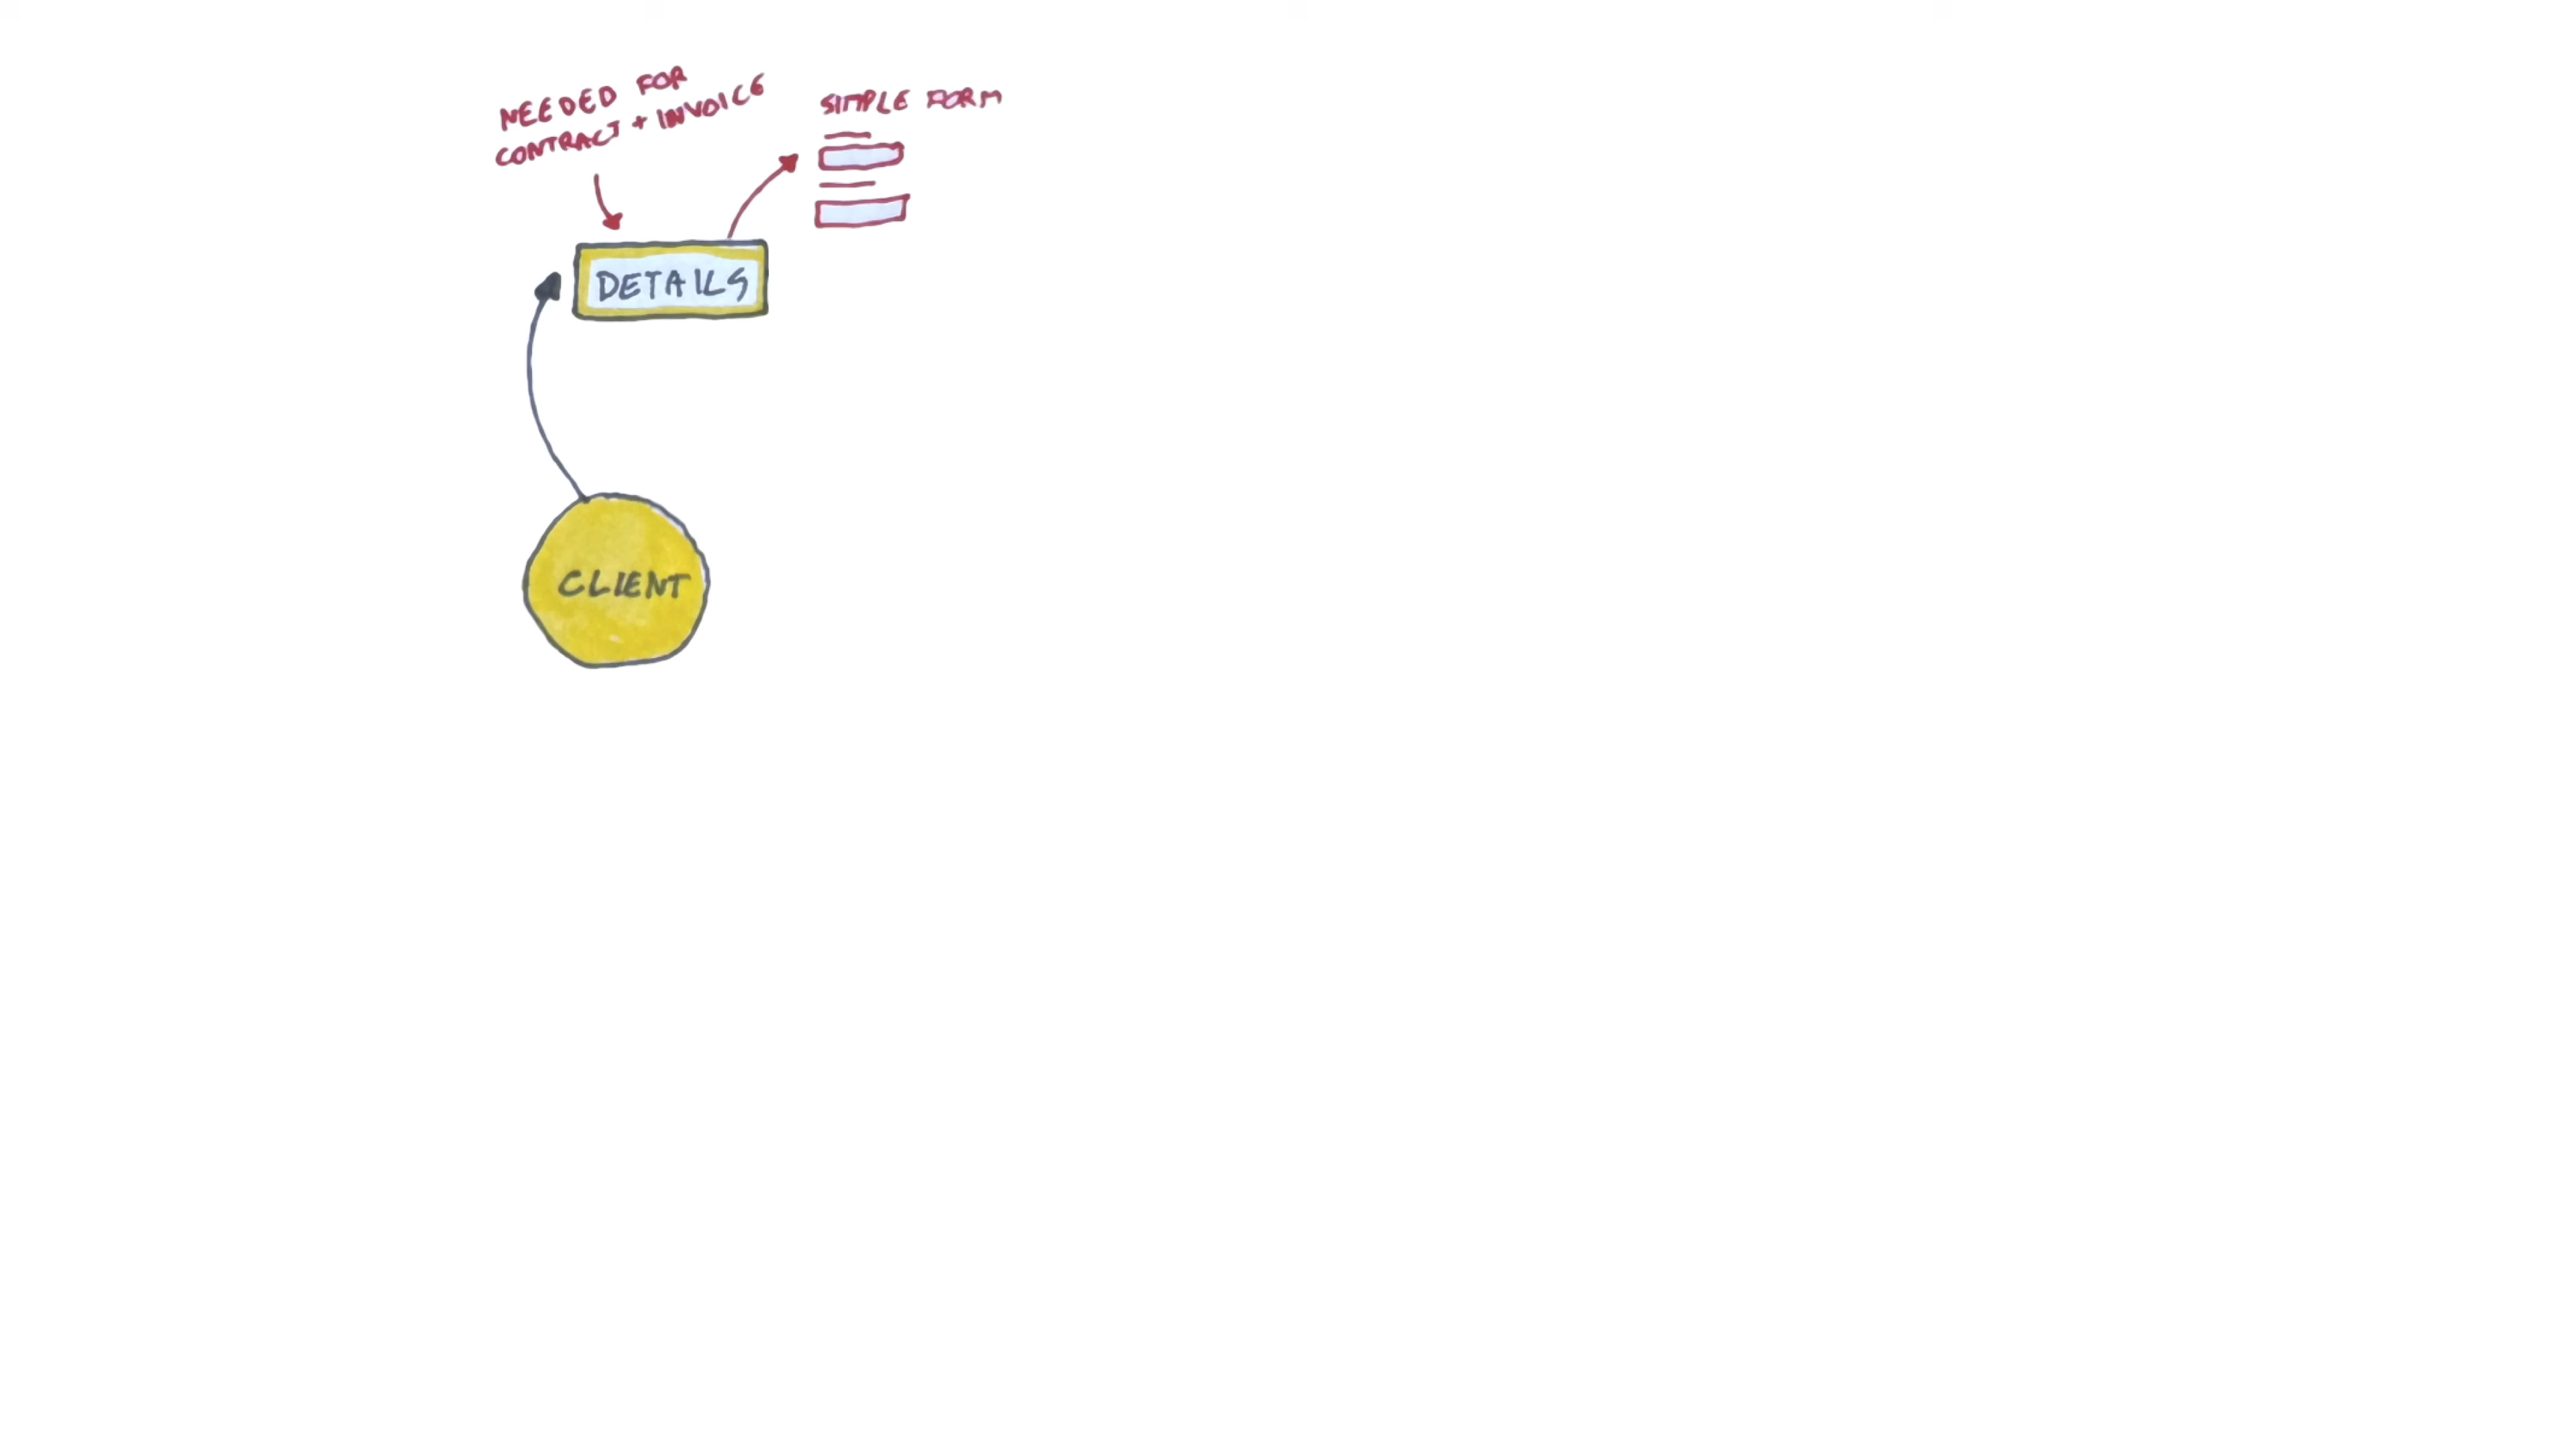 NEEDED FOR
CONTRACT + INVOICE
SIMPLE FORM
DETAILS
CLIENT